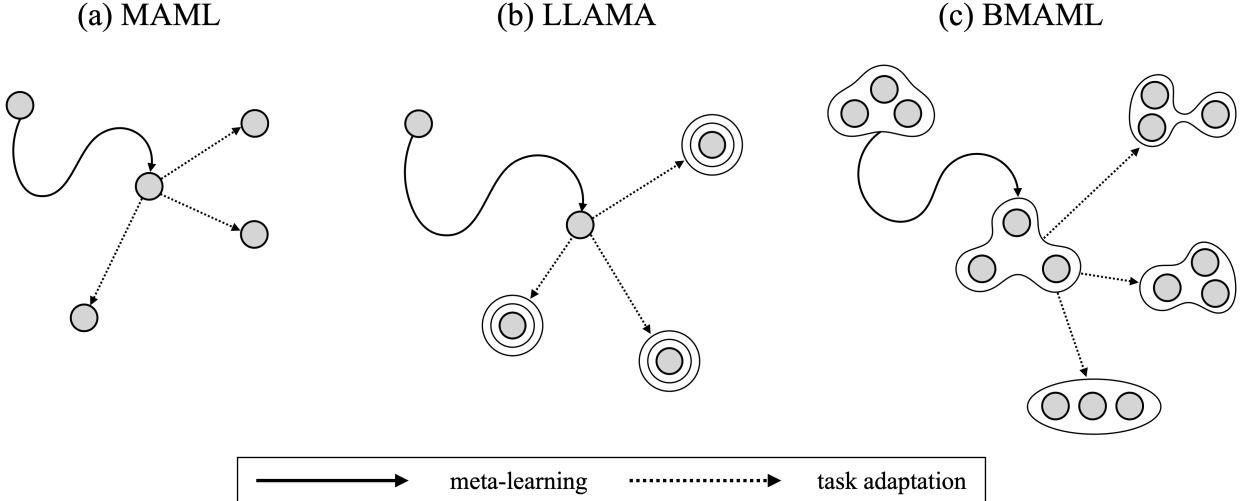 (a) MAML
(b) LLAMA
(c) BMAML
meta-learning
task adaptation